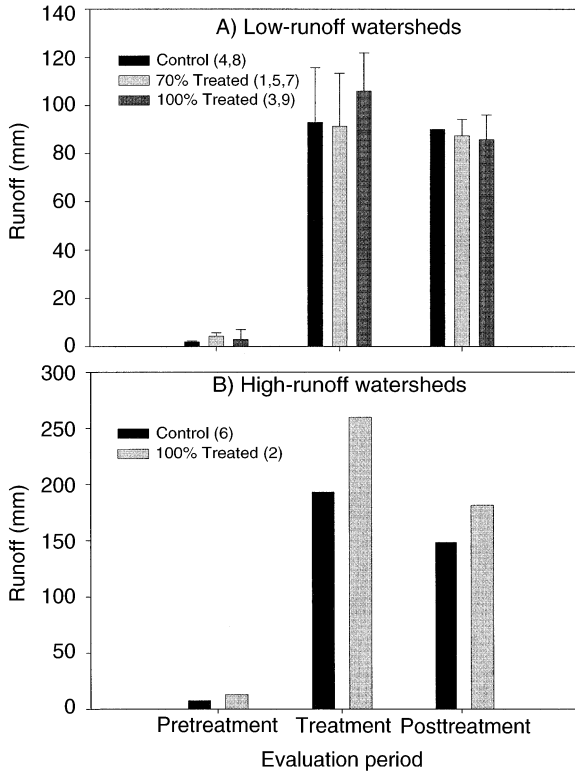 A) Low-runoff watersheds
Control (4,8)
70% Treated (1,5,7)
100% Treated (3,9)
Runoff (mm)
140
120
100
80
60
40
20
0
B) High-runoff watersheds
Control (6)
100% Treated (2)
Runoff (mm)
300
250
200
150
100
50
0
Pretreatment Treatment Posttreatment
Evaluation period